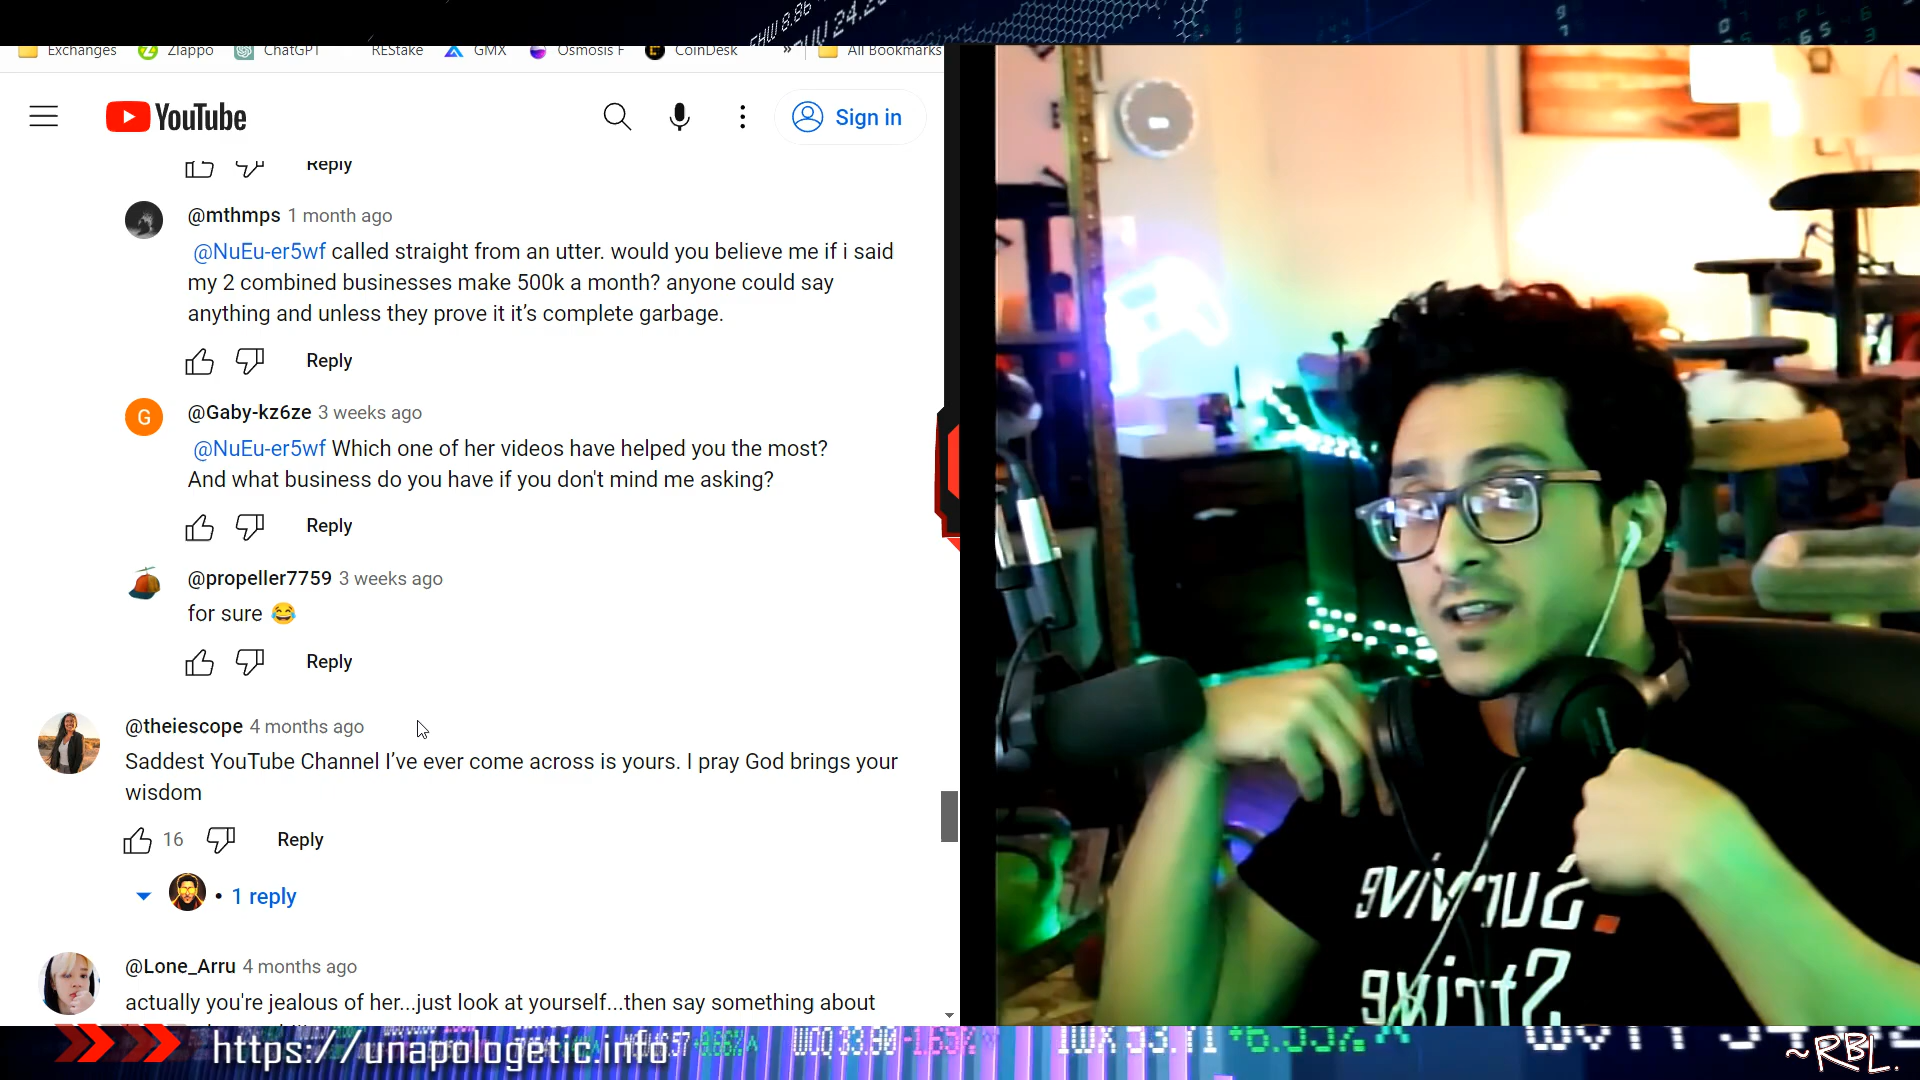 Exchanges Zlappo ChatGPT REStake GMX Osmosis F CoinDesk » All Bookmarks
YouTube
Sign in
Reply
@mthmps 1 month ago
@NuEu-er5wf called straight from an utter. would you believe me if i said
my 2 combined businesses make 500k a month? anyone could say
anything and unless they prove it it’s complete garbage.
Reply
@Gaby-kz6ze 3 weeks ago
G
@NuEu-er5wf Which one of her videos have helped you the most?
And what business do you have if you don't mind me asking?
Reply
@propeller7759 3 weeks ago
for sure 😂
Reply
@theiescope 4 months ago
Saddest YouTube Channel I’ve ever come across is yours. I pray God brings your
wisdom
16 Reply
• 1 reply
@Lone_Arru 4 months ago
actually you're jealous of her...just look at yourself...then say something about
Survive
Strive
https://unapologetic.info
~RBL.